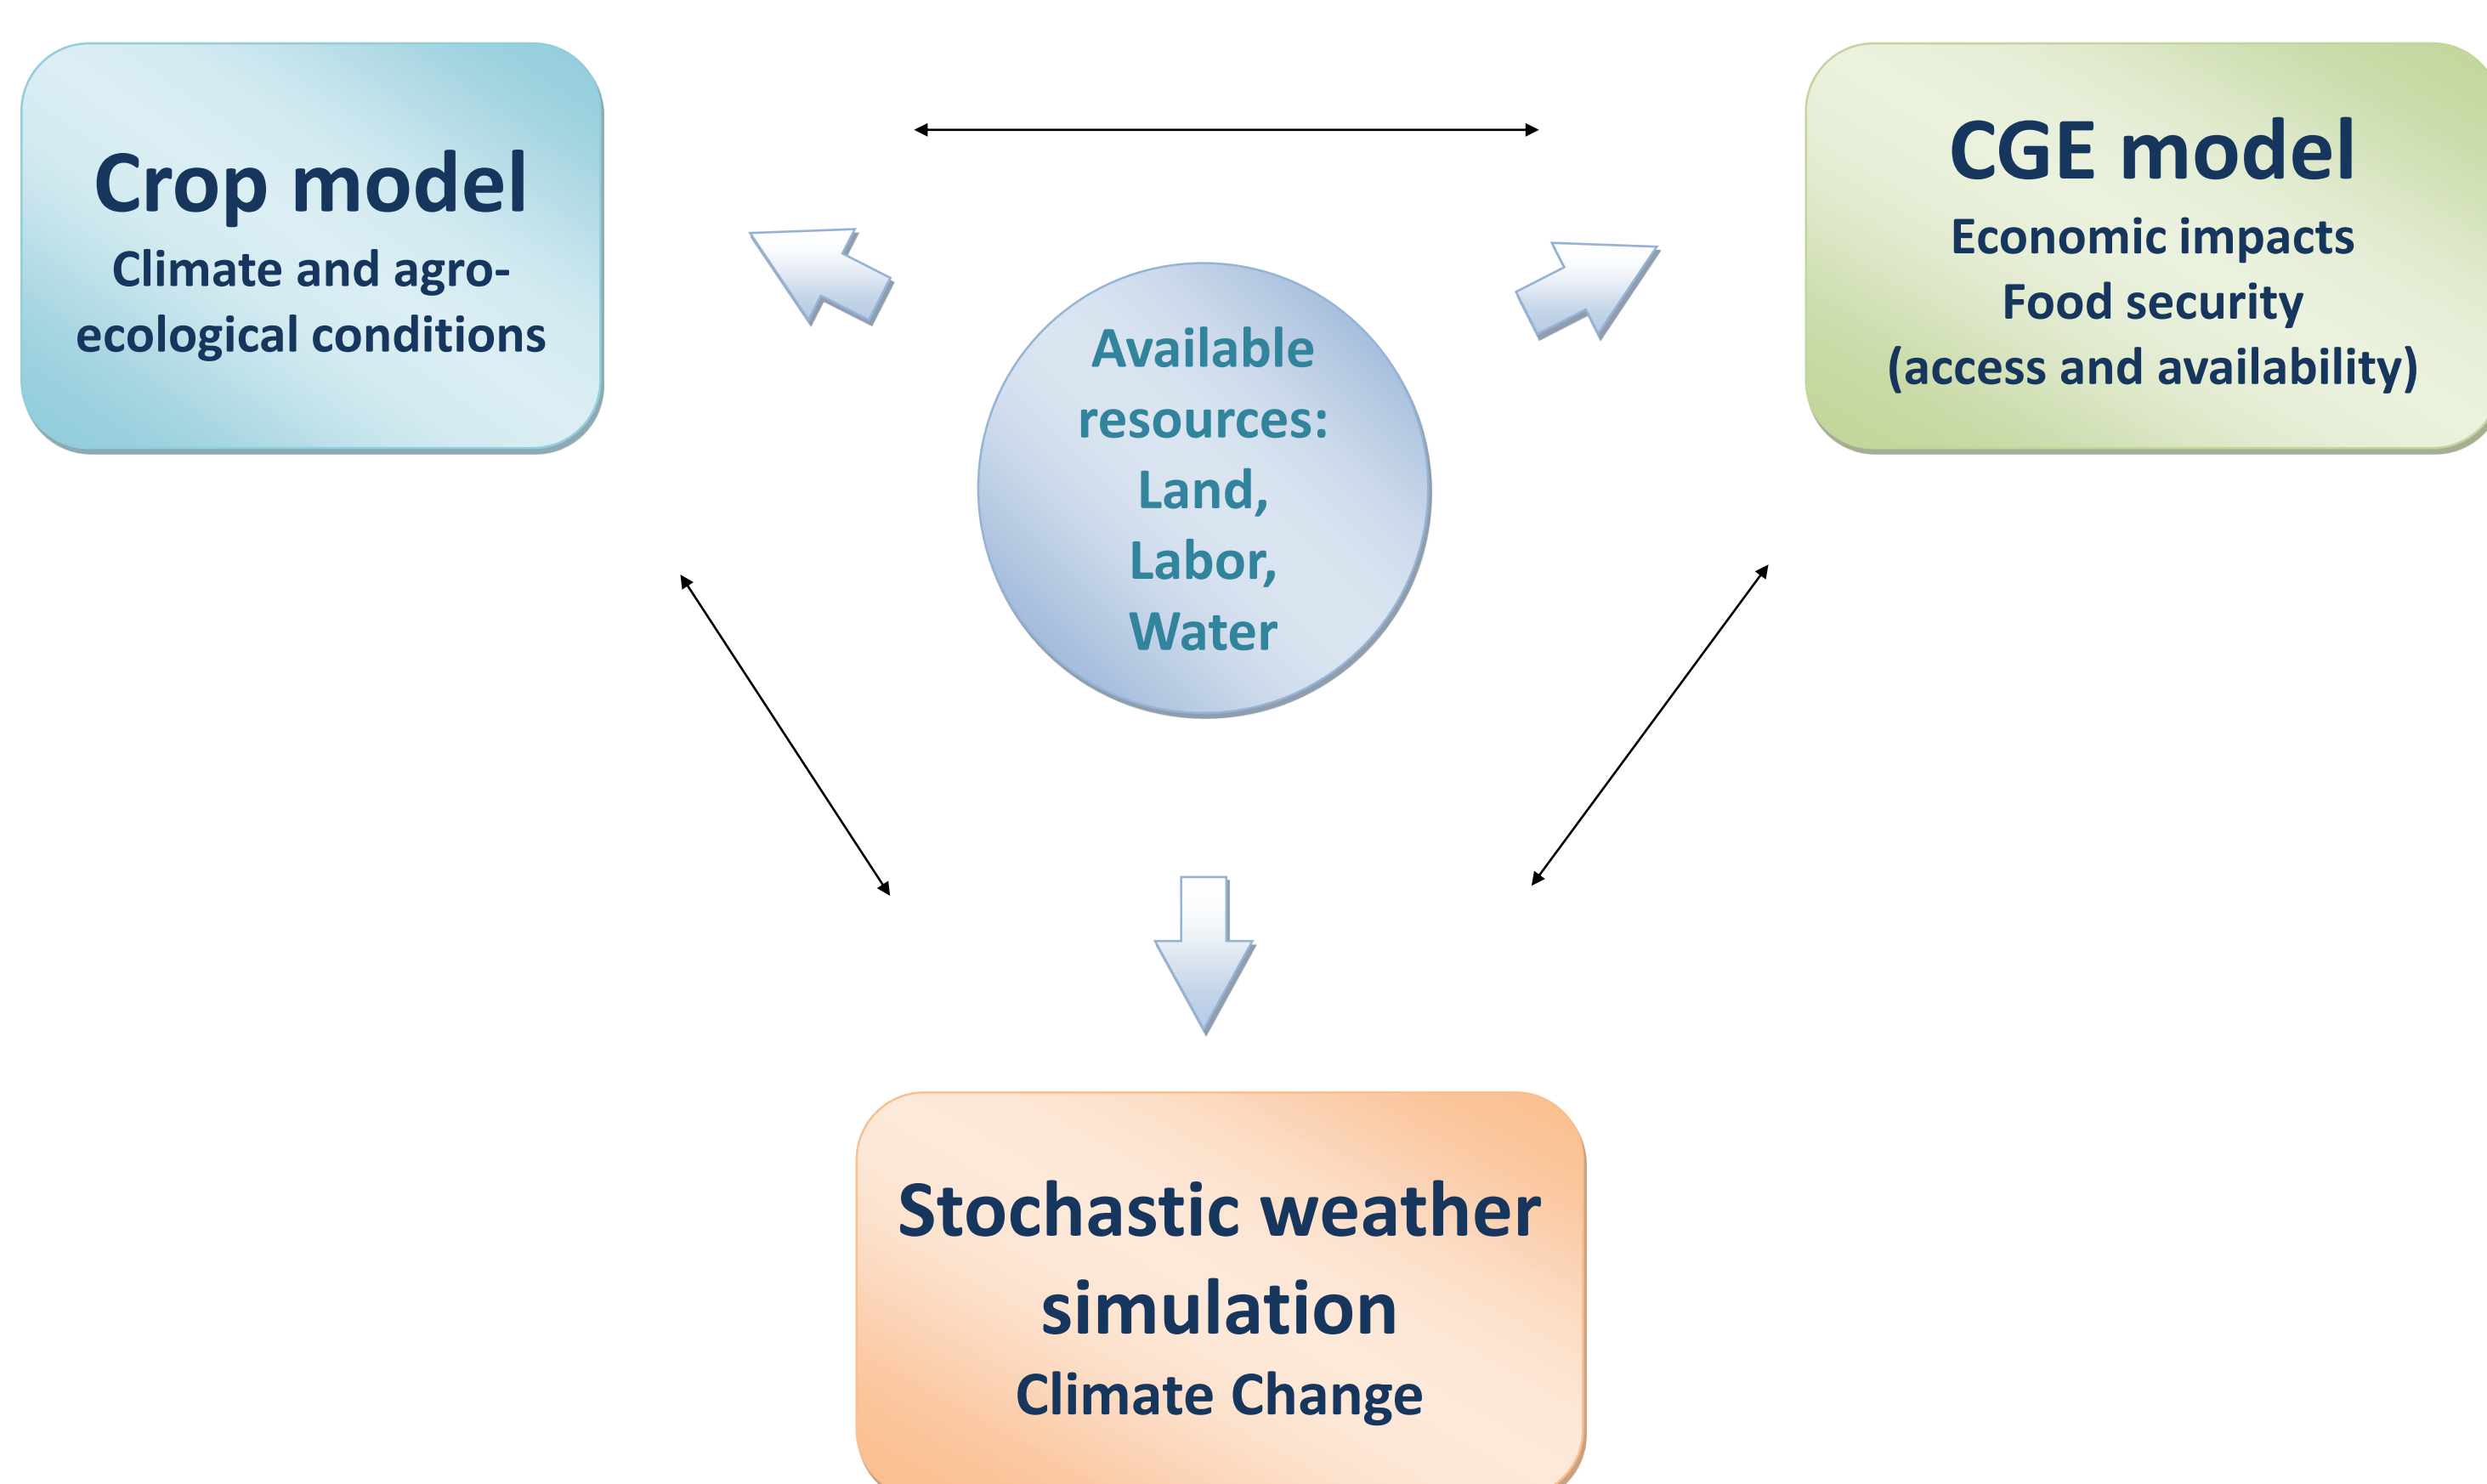 Crop model
Climate and agro-
ecological conditions
CGE model
Economic impacts
Food security
(access and availability)
Available
resources:
Land,
Labor,
Water
Stochastic weather
simulation
Climate Change